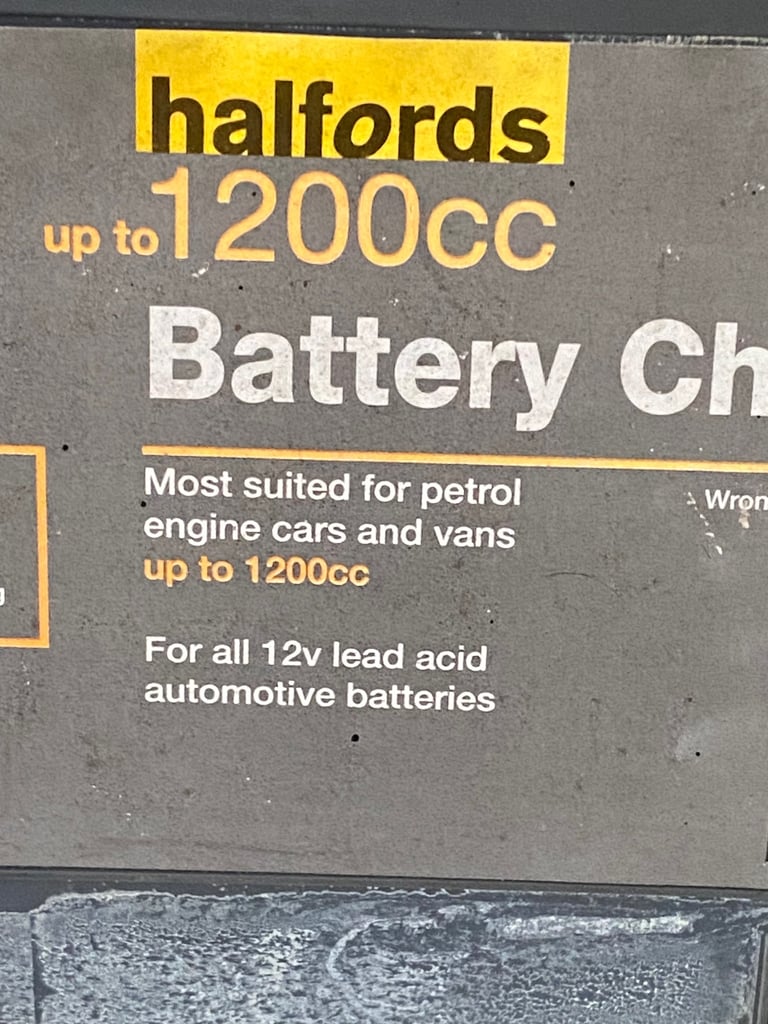 halfords
up to 1200cc
Battery Ch
Most suited for petrol
engine cars and vans
up to 1200cc
Wron
For all 12v lead acid
automotive batteries